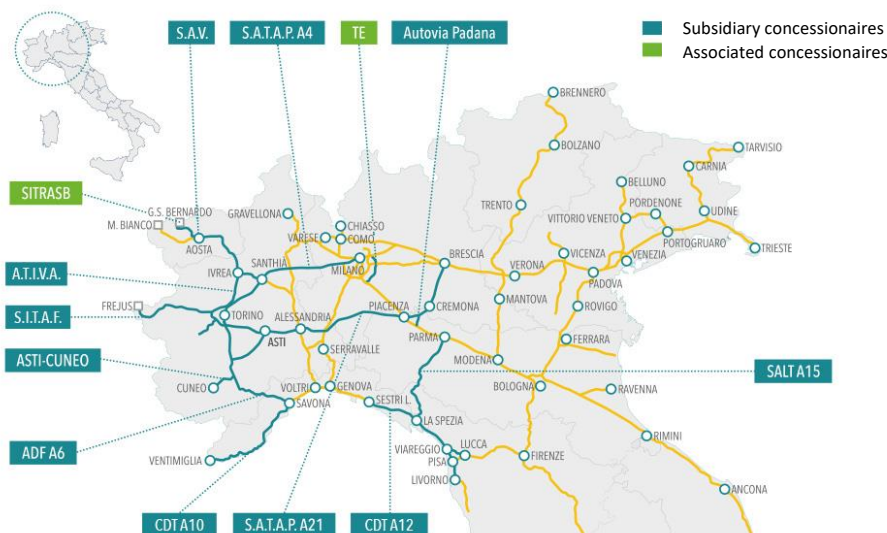 S.A.V.
S.A.T.A.P. A4
TE
Autovia Padana
Subsidiary concessionaires
Associated concessionaires
BRENNERO
BOLZANO
TARVISIO
CARNIA
SITRASB
BELLUNO
G.S. BERNARDO
GRAVELLONA
TRENTO
PORDENONE
M. BIANCO
CHIASSO
VITTORIO VENETO
UDINE
VARESE
COMO
AOSTA
PORTOGRUARO
TRIESTE
SANTHIA
BRESCIA
VICENZA
VENEZIA
A.T.I.V.A.
IVREA
MILANO
VERONA
PADOVA
FREJUS
PIACENZA
CREMONA
MANTOVA
ROVIGO
S.I.T.A.F.
TORINO
ALESSANDRIA
ASTI
PARMA
FERRARA
SERRAVALLE
ASTI-CUNEO
MODENA
SALT A15
CUNEO
VOLTRI
GENOVA
BOLOGNA
RAVENNA
SAVONA
SESTRI L.
LA SPEZIA
RIMINI
ADF A6
VENTIMIGLIA
VIAREGGIO
LUCCA
PISA
FIRENZE
LIVORNO
ANCONA
CDT A10
S.A.T.A.P. A21
CDT A12